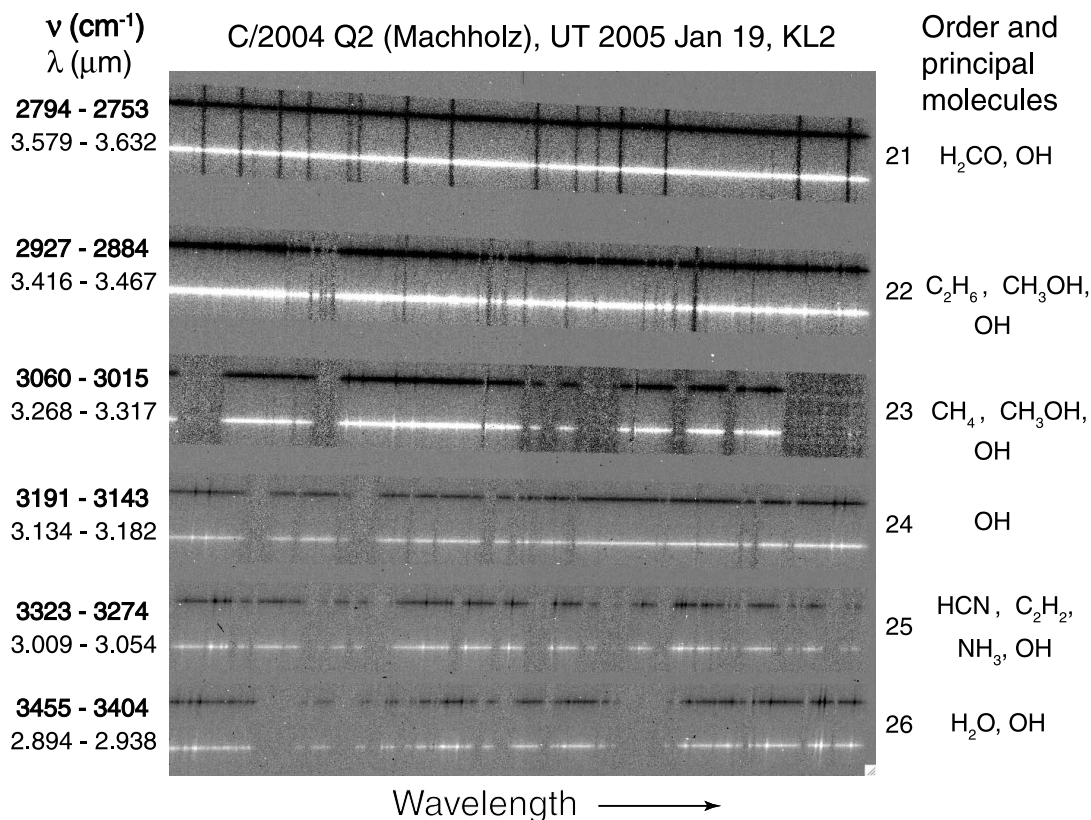 ν (cm⁻¹)
λ (μm)
C/2004 Q2 (Machholz), UT 2005 Jan 19, KL2
Order and
principal
molecules
2794 - 2753
3.579 - 3.632
21 H₂CO, OH
2927 - 2884
3.416 - 3.467
22 C₂H₆, CH₃OH,
OH
3060 - 3015
3.268 - 3.317
23 CH₄, CH₃OH,
OH
3191 - 3143
3.134 - 3.182
24 OH
3323 - 3274
3.009 - 3.054
25 HCN, C₂H₂,
NH₃, OH
3455 - 3404
2.894 - 2.938
26 H₂O, OH
Wavelength